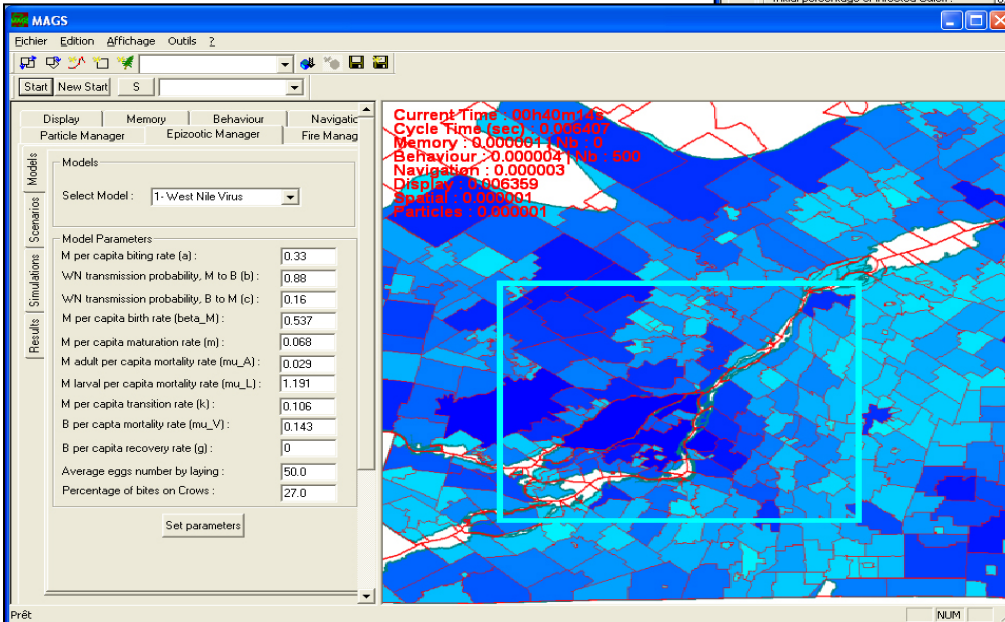 Initial percentage of infected Culex :
MAGS
Fichier Edition Affichage Outils ?
Start New Start S
Display Memory Behaviour Navigatio
Particle Manager Epizootic Manager Fire Manag
Models
Scenarios
Simulations
Results
Models
Select Model : 1- West Nile Virus
Model Parameters
M per capita biting rate (a) : 0.33
WN transmission probability, M to B (b) : 0.88
WN transmission probability, B to M (c) : 0.16
M per capita birth rate (beta_M) : 0.537
M per capita maturation rate (m) : 0.068
M adult per capita mortality rate (mu_A) : 0.029
M larval per capita mortality rate (mu_L) : 1.191
M per capita transition rate (k) : 0.106
B per capta mortality rate (mu_V) : 0.143
B per capita recovery rate (g) : 0
Average eggs number by laying : 50.0
Percentage of bites on Crows : 27.0
Set parameters
Current Time : 00h40m14s
Cycle Time (sec) : 0.006407
Memory : 0.000001 | Nb : 0
Behaviour : 0.000004 | Nb : 500
Navigation : 0.000003
Display : 0.006359
Spatial : 0.000001
Particles : 0.000001
Prêt
NUM